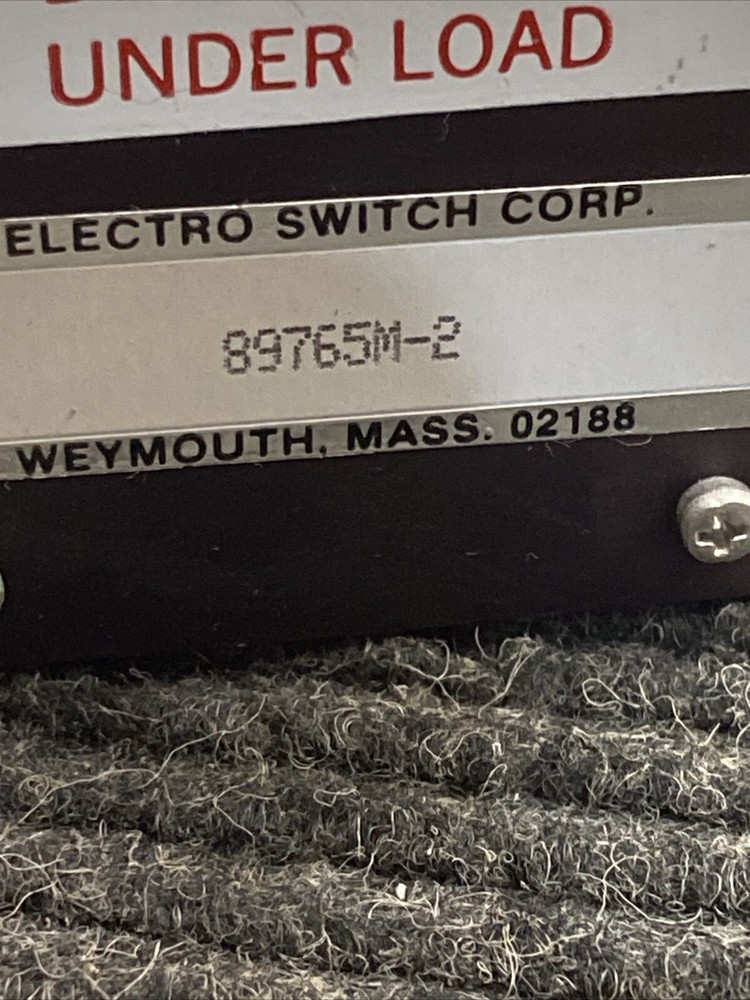 UNDER LOAD
ELECTRO SWITCH CORP.
89765M-2
WEYMOUTH, MASS. 02188